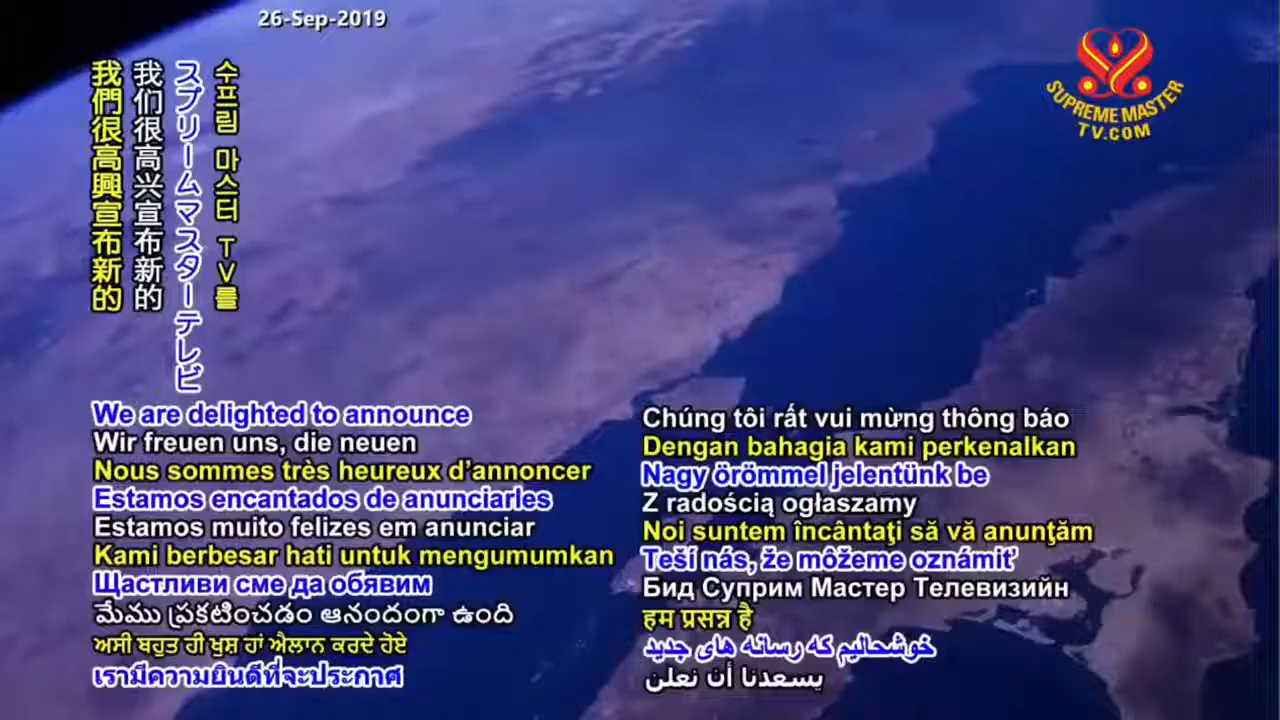 26-Sep-2019
SUPREME MASTER
TV.COM
我們很高興宣布新的
我们很高兴宣布新的
スプリームマスターテレビ
수프림 마스터 TV를
We are delighted to announce
Wir freuen uns, die neuen
Nous sommes très heureux d’annoncer
Estamos encantados de anunciarles
Estamos muito felizes em anunciar
Kami berbesar hati untuk mengumumkan
Щастливи сме да обявим
మేము ప్రకటించడం ఆనందంగా ఉంది
ਅਸੀ ਬਹੁਤ ਹੀ ਖੁਸ਼ ਹਾਂ ਐਲਾਨ ਕਰਦੇ ਹੋਏ
เรามีความยินดีที่จะประกาศ
Chúng tôi rất vui mừng thông báo
Dengan bahagia kami perkenalkan
Nagy örömmel jelentünk be
Z radością ogłaszamy
Noi suntem încântaţi să vă anunţăm
Teší nás, že môžeme oznámiť
Бид Суприм Мастер Телевизийн
हम प्रसन्न है
خوشحالیم که رسانه های جدید
يسعدنا أن نعلن